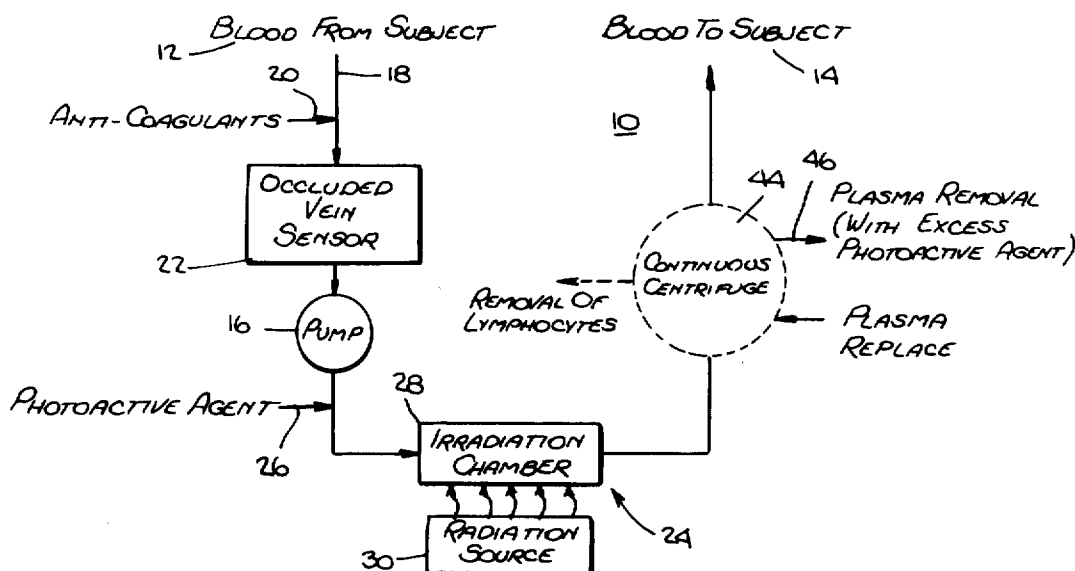 BLOOD FROM SUBJECT
12
18
20
ANTI-COAGULANTS
OCCLUDED
VEIN
SENSOR
22
16
PUMP
PHOTOACTIVE AGENT
26
28
IRRADIATION
CHAMBER
24
RADIATION
SOURCE
30
BLOOD TO SUBJECT
14
10
44
46
PLASMA REMOVAL
(WITH EXCESS
PHOTOACTIVE AGENT)
CONTINUOUS
CENTRIFUGE
REMOVAL OF
LYMPHOCYTES
PLASMA
REPLACE